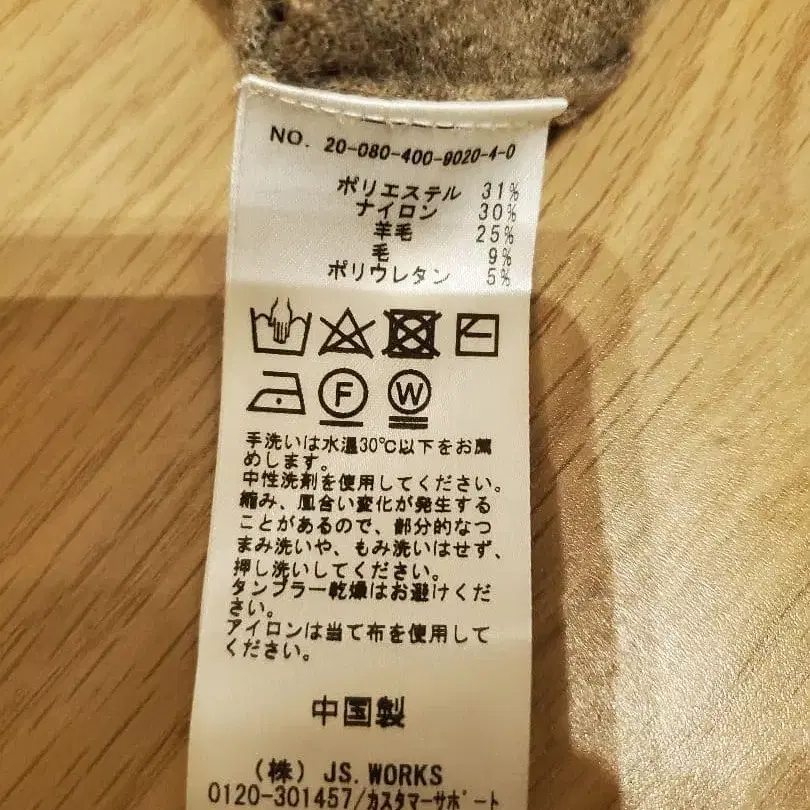 NO. 20-080-400-9020-4-0
ポリエステル 31%
ナイロン 30%
羊毛 25%
毛 9%
ポリウレタン 5%
F W
手洗いは水温30℃以下をお薦
めします。
中性洗剤を使用してください。
縮み、風合い変化が発生する
ことがあるので、部分的なつ
まみ洗いや、もみ洗いはせず、
押し洗いしてください。
タンブラー乾燥はお避けくだ
さい。
アイロンは当て布を使用して
ください。
中国製
(株) JS.WORKS
0120-301457/カスタマーサポート